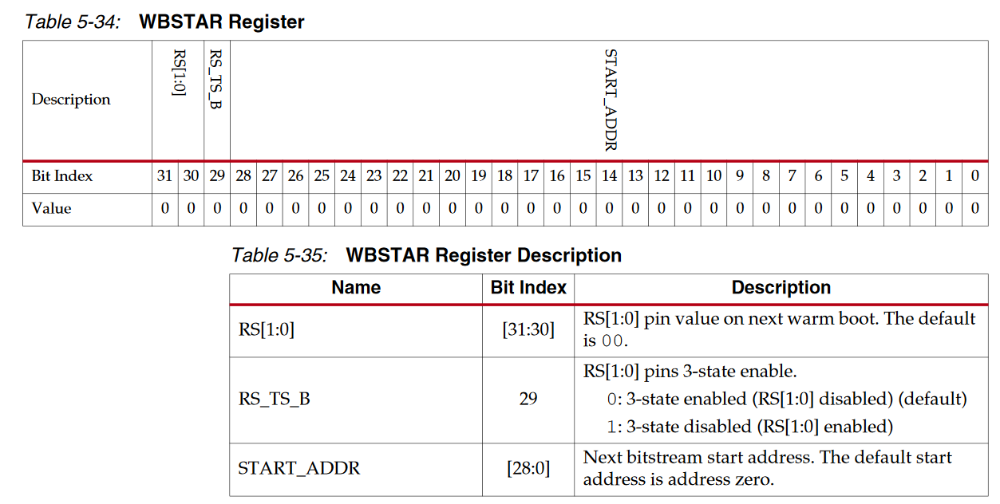 Table 5-34: WBSTAR Register
Description RS[1:0] RS_TS_B START_ADDR
Bit Index 31 30 29 28 27 26 25 24 23 22 21 20 19 18 17 16 15 14 13 12 11 10 9 8 7 6 5 4 3 2 1 0
Value 0 0 0 0 0 0 0 0 0 0 0 0 0 0 0 0 0 0 0 0 0 0 0 0 0 0 0 0 0 0 0 0
Table 5-35: WBSTAR Register Description
Name Bit Index Description
RS[1:0] [31:30] RS[1:0] pin value on next warm boot. The default
is 00.
RS_TS_B 29 RS[1:0] pins 3-state enable.
0: 3-state enabled (RS[1:0] disabled) (default)
1: 3-state disabled (RS[1:0] enabled)
START_ADDR [28:0] Next bitstream start address. The default start
address is address zero.